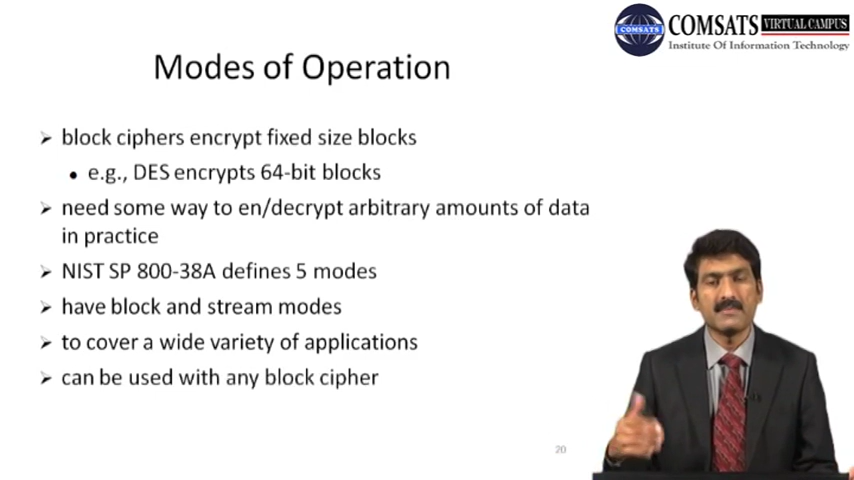 COMSATS
COMSATS VIRTUAL CAMPUS
Institute Of Information Technology
Modes of Operation
➢ block ciphers encrypt fixed size blocks
• e.g., DES encrypts 64-bit blocks
➢ need some way to en/decrypt arbitrary amounts of data
in practice
➢ NIST SP 800-38A defines 5 modes
➢ have block and stream modes
➢ to cover a wide variety of applications
➢ can be used with any block cipher
20